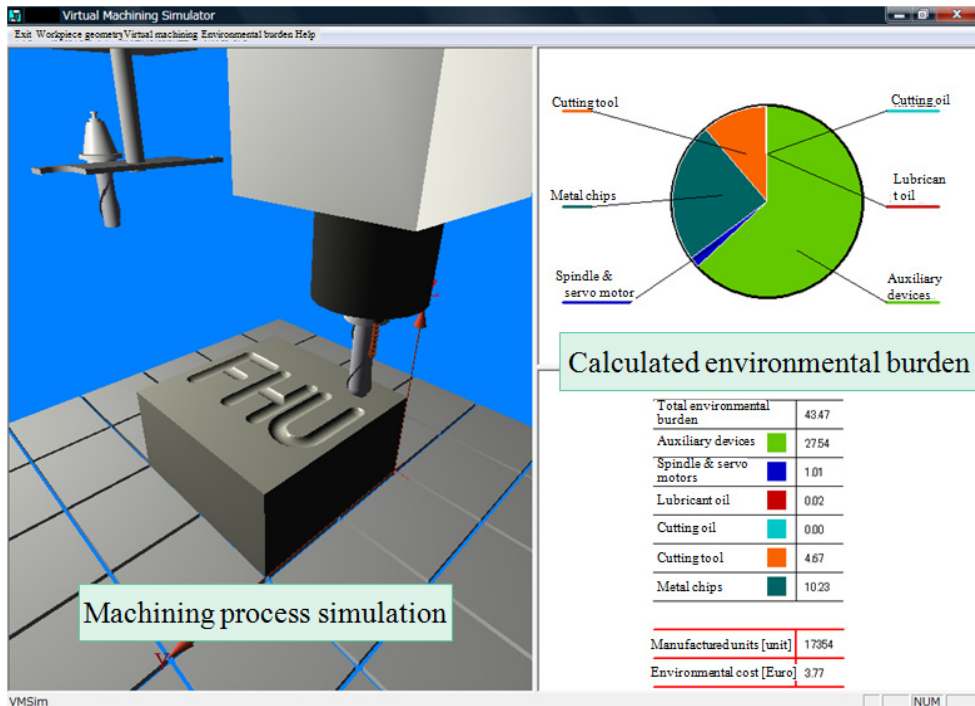 Virtual Machining Simulator
Exit Workpiece geometry Virtual machining Environmental burden Help
Cutting tool
Cutting oil
Metal chips
Lubrican
t oil
Spindle &
servo motor
Auxiliary
devices
Calculated environmental burden
Total environmental
burden
43.47
Auxiliary devices 27.54
Spindle & servo
motors
1.01
Lubricant oil 0.02
Cutting oil 0.00
Cutting tool 4.67
Metal chips 10.23
Manufactured units [unit] 17354
Environmental cost [Euro] 3.77
FHU
Z
Y
Machining process simulation
VMSim
NUM